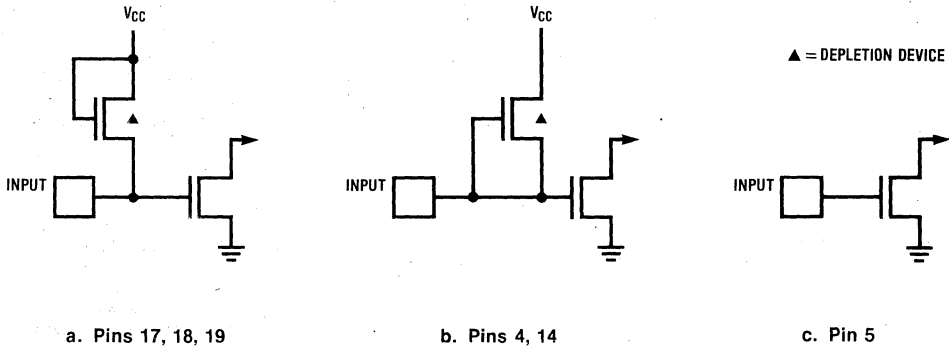 VCC
VCC
▲ = DEPLETION DEVICE
INPUT
INPUT
INPUT
a. Pins 17, 18, 19
b. Pins 4, 14
c. Pin 5